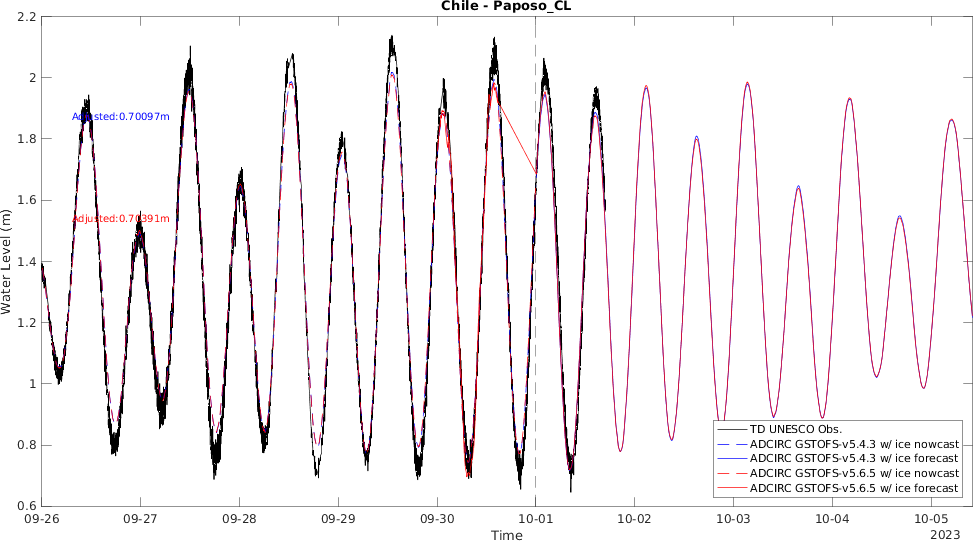 Chile - Paposo_CL
2.2
2
1.8
1.6
1.4
1.2
1
0.8
0.6
Water Level (m)
Adjusted:0.70097m
Adjusted:0.70391m
TD UNESCO Obs.
ADCIRC GSTOFS-v5.4.3 w/ ice nowcast
ADCIRC GSTOFS-v5.4.3 w/ ice forecast
ADCIRC GSTOFS-v5.6.5 w/ ice nowcast
ADCIRC GSTOFS-v5.6.5 w/ ice forecast
09-26 09-27 09-28 09-29 09-30 10-01 10-02 10-03 10-04 10-05
Time
2023